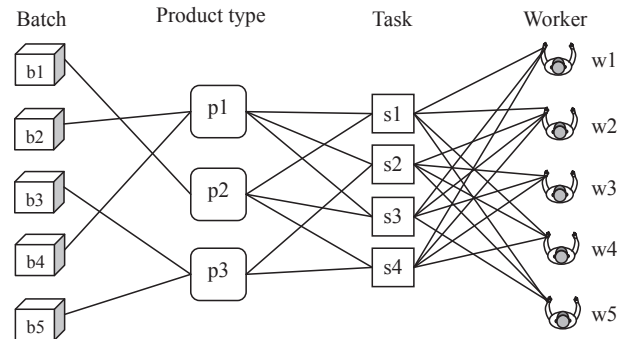 Batch Product type Task Worker
b1 w1
p1 s1
b2 w2
s2
b3 p2 w3
s3
b4 p3 s4 w4
b5 w5